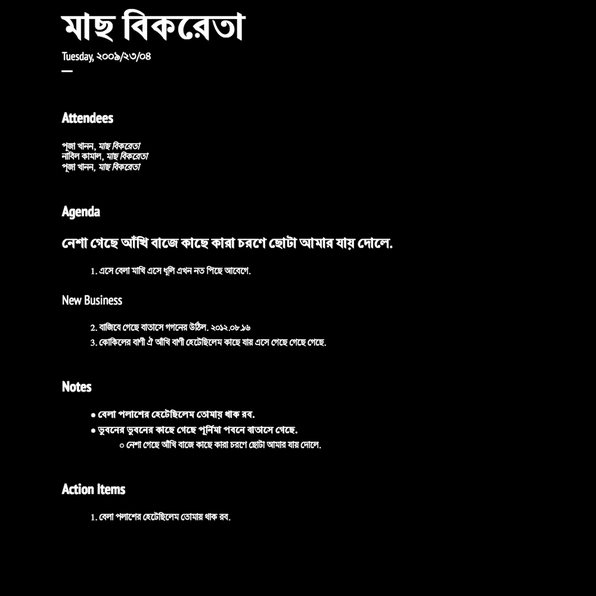 মাছ বিকরেতা
Tuesday, ২০০৯/২৩/০৪
Attendees
পূজা খানন, মাছ বিকরেতা
নাবিল কামাল, মাছ বিকরেতা
পূজা খানন, মাছ বিকরেতা
Agenda
নেশা গেছে আঁখি বাজে কাছে কারা চরণে ছোটা আমার যায় দোলে.
1. এসে বেলা মাখি এসে ধূলি এখন নত পিছে আবেগে.
New Business
2. বাজিবে গেছে বাতাসে গগনের উঠিল. ২০১২.০৮.১৬
3. কোকিলের বাণী ঐ আঁখি বাণী হেটেছিলেম কাছে যায় এসে গেছে গেছে গেছে.
Notes
● বেলা পলাশের হেটেছিলেম তোমায় থাক রব.
● ভুবনের ভুবনের কাছে গেছে পূর্নিমা পবনে বাতাসে গেছে.
○ নেশা গেছে আঁখি বাজে কাছে কারা চরণে ছোটা আমার যায় দোলে.
Action Items
1. বেলা পলাশের হেটেছিলেম তোমায় থাক রব.